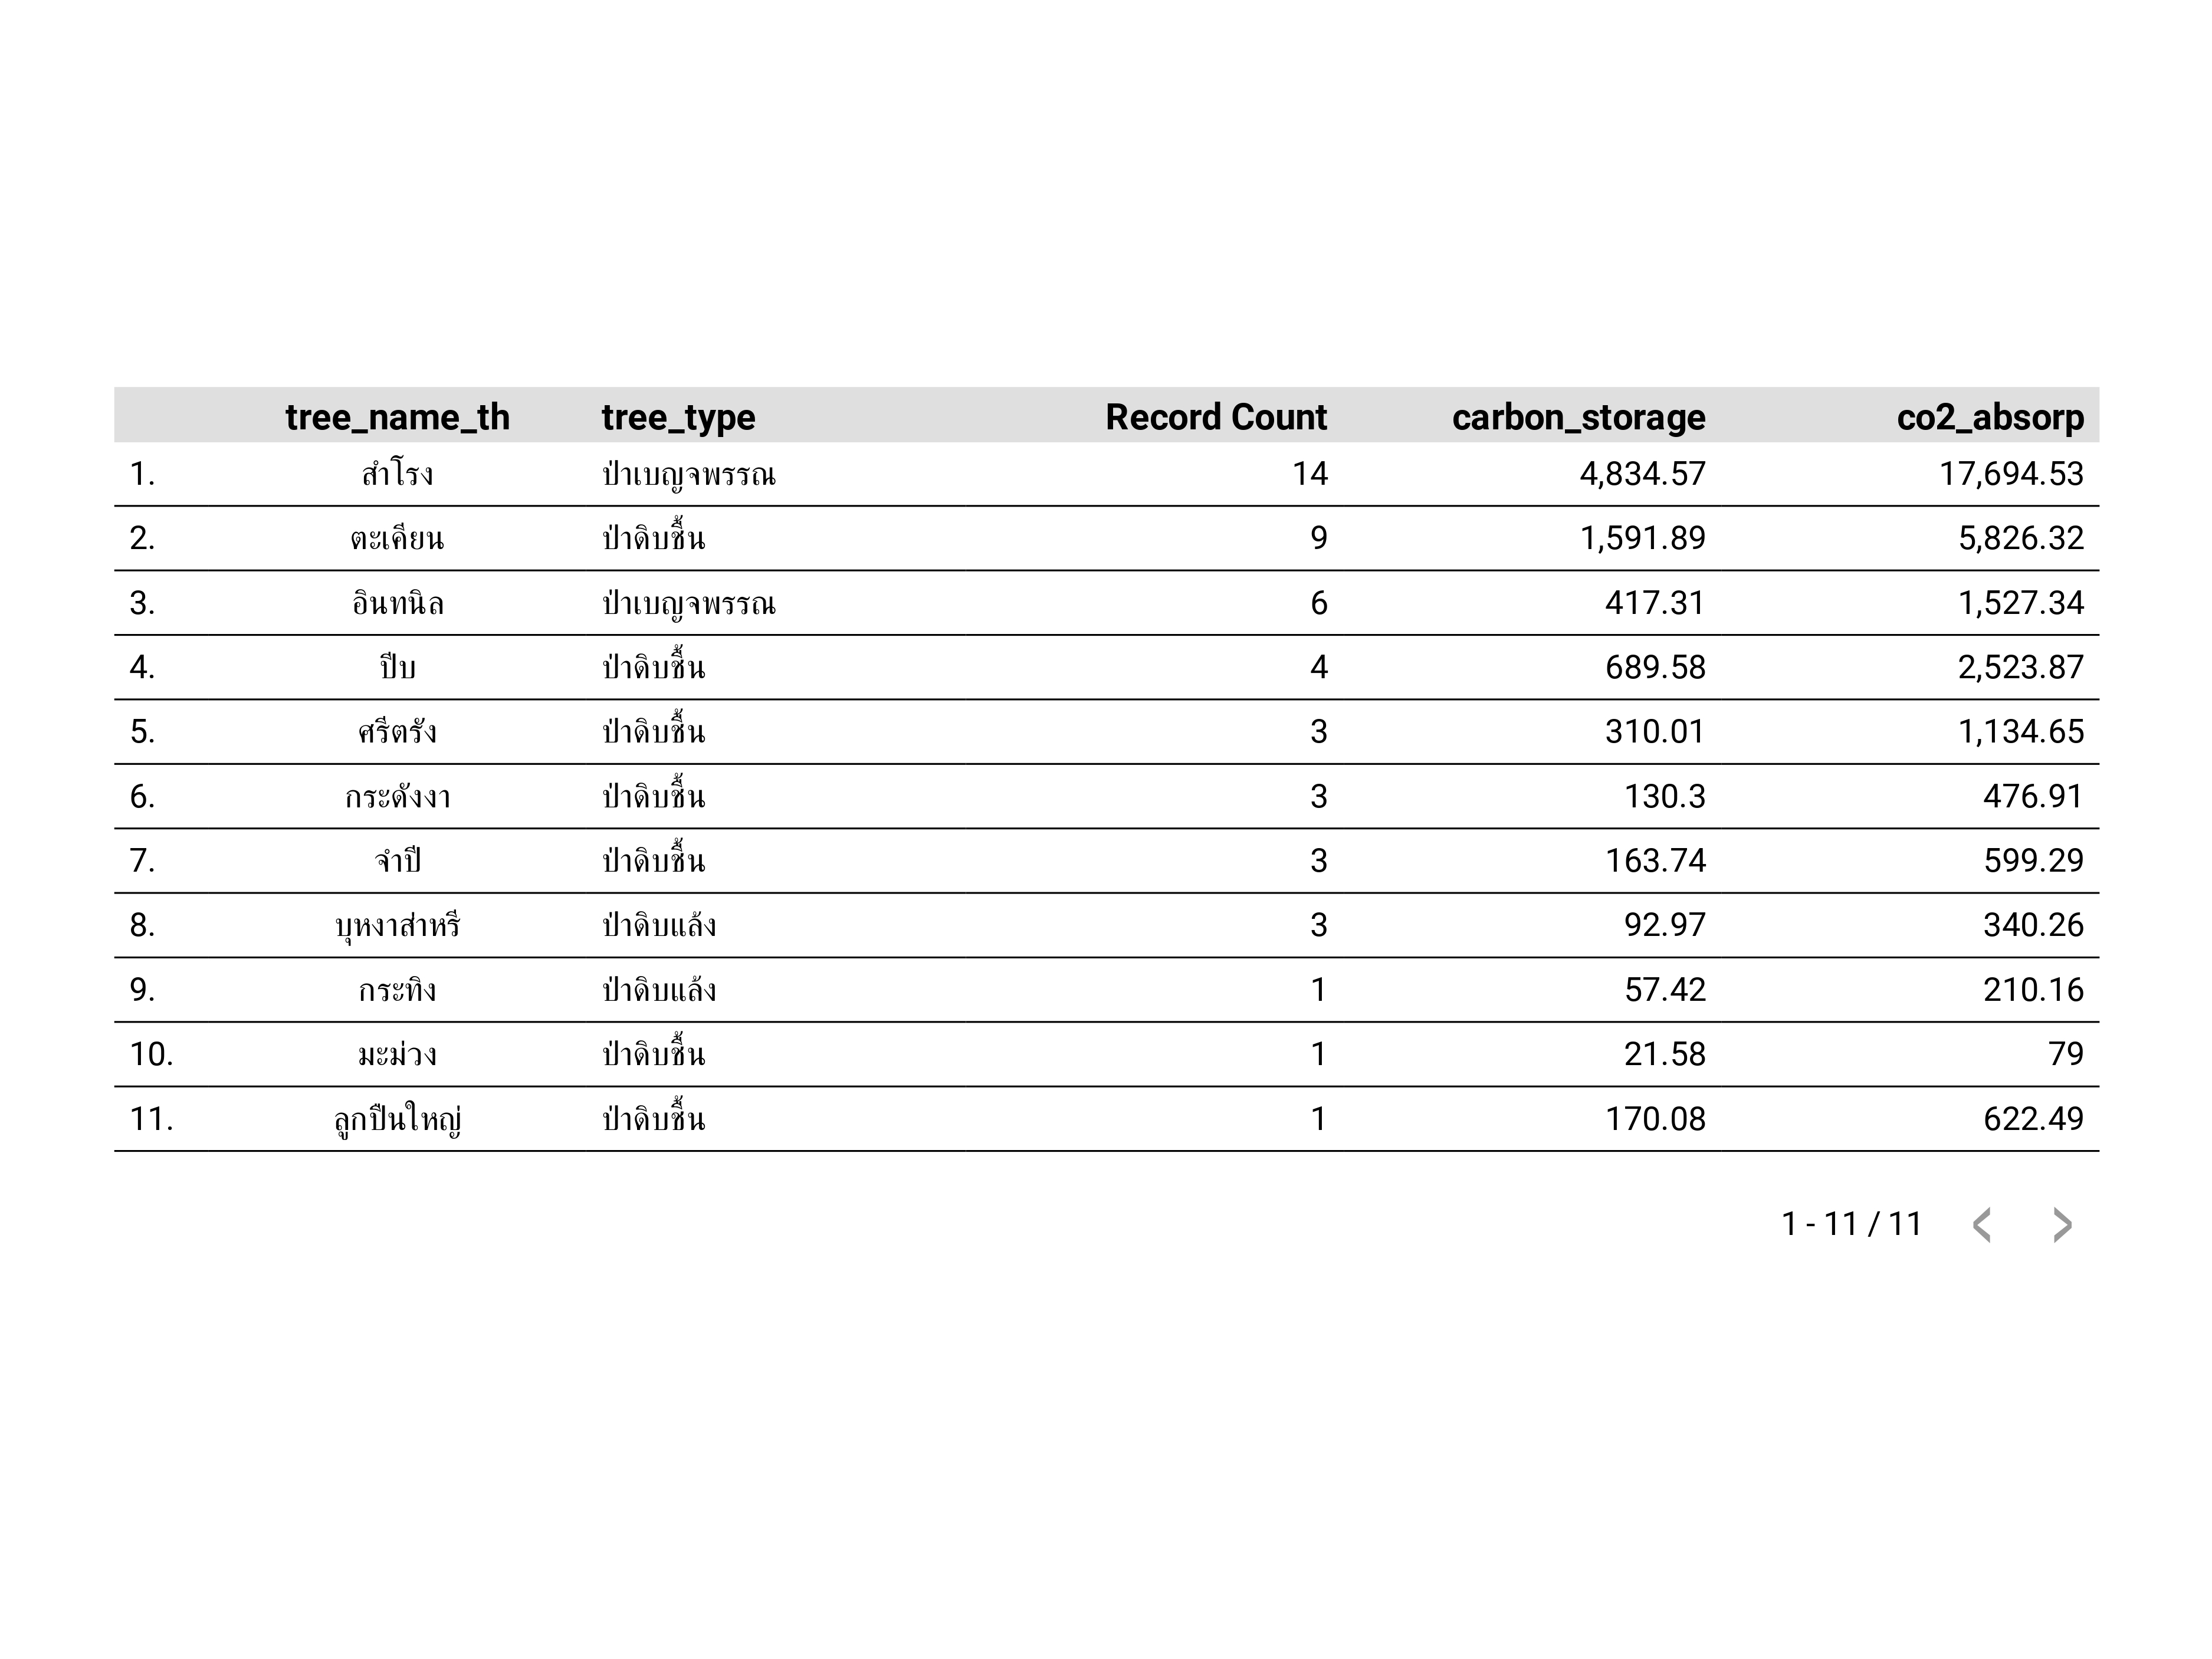 tree_name_th tree_type Record Count carbon_storage co2_absorp
1. สำโรง ป่าเบญจพรรณ 14 4,834.57 17,694.53
2. ตะเคียน ป่าดิบชื้น 9 1,591.89 5,826.32
3. อินทนิล ป่าเบญจพรรณ 6 417.31 1,527.34
4. ปีบ ป่าดิบชื้น 4 689.58 2,523.87
5. ศรีตรัง ป่าดิบชื้น 3 310.01 1,134.65
6. กระดังงา ป่าดิบชื้น 3 130.3 476.91
7. จำปี ป่าดิบชื้น 3 163.74 599.29
8. บุหงาส่าหรี ป่าดิบแล้ง 3 92.97 340.26
9. กระทิง ป่าดิบแล้ง 1 57.42 210.16
10. มะม่วง ป่าดิบชื้น 1 21.58 79
11. ลูกปืนใหญ่ ป่าดิบชื้น 1 170.08 622.49
1 - 11 / 11